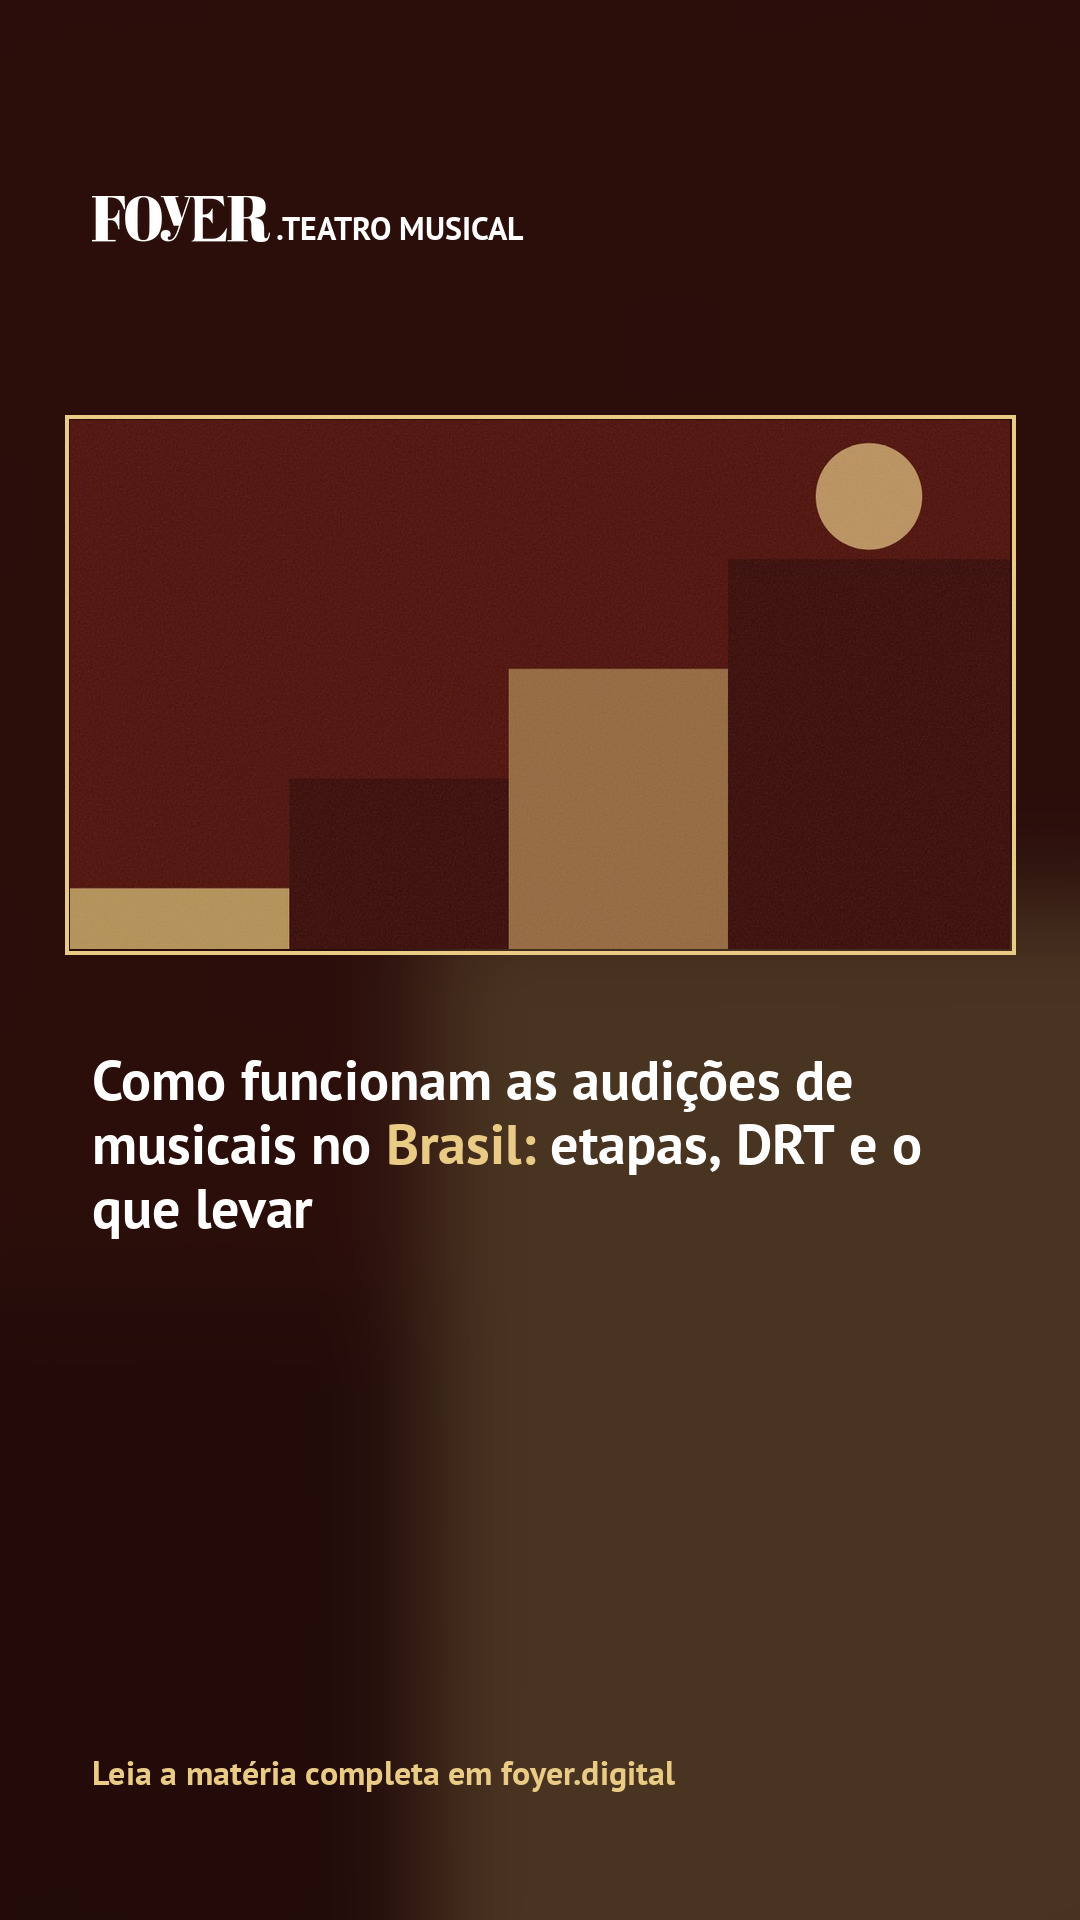 FOYER .TEATRO MUSICAL
Como funcionam as audições de
musicais no Brasil: etapas, DRT e o
que levar
Leia a matéria completa em foyer.digital